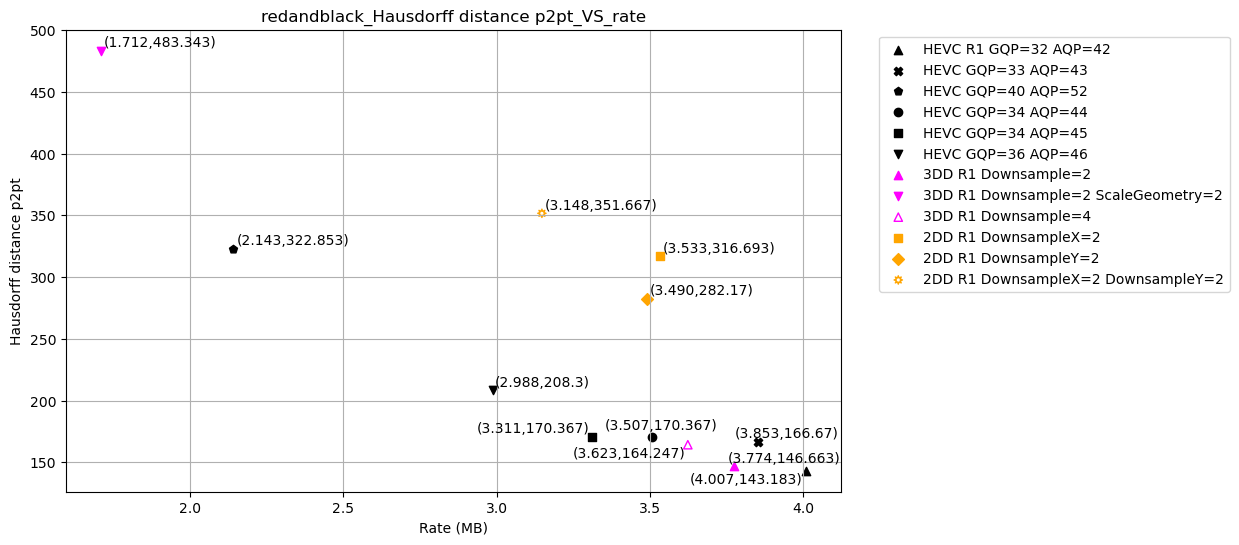 redandblack_Hausdorff distance p2pt_VS_rate
Hausdorff distance p2pt
500
450
400
350
300
250
200
150
(1.712,483.343)
(3.148,351.667)
(2.143,322.853)
(3.533,316.693)
(3.490,282.17)
(2.988,208.3)
(3.311,170.367)
(3.507,170.367)
(3.853,166.67)
(3.623,164.247)
(3.774,146.663)
(4.007,143.183)
2.0
2.5
3.0
3.5
4.0
Rate (MB)
HEVC R1 GQP=32 AQP=42
HEVC GQP=33 AQP=43
HEVC GQP=40 AQP=52
HEVC GQP=34 AQP=44
HEVC GQP=34 AQP=45
HEVC GQP=36 AQP=46
3DD R1 Downsample=2
3DD R1 Downsample=2 ScaleGeometry=2
3DD R1 Downsample=4
2DD R1 DownsampleX=2
2DD R1 DownsampleY=2
2DD R1 DownsampleX=2 DownsampleY=2